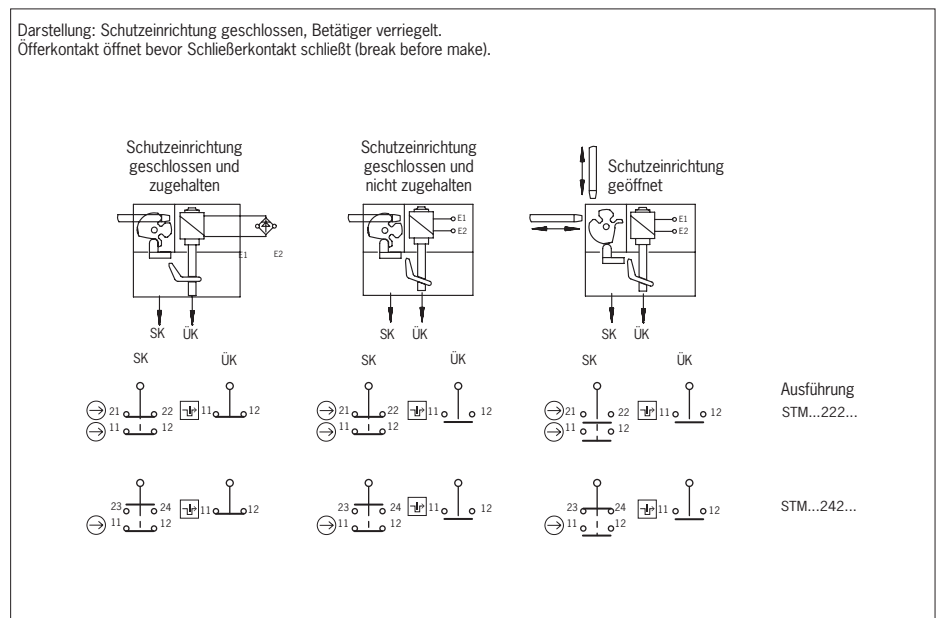 Darstellung: Schutzeinrichtung geschlossen, Betätiger verriegelt.
Öfferkontakt öffnet bevor Schließerkontakt schließt (break before make).
Schutzeinrichtung
geschlossen und
zugehalten
Schutzeinrichtung
geschlossen und
nicht zugehalten
Schutzeinrichtung
geöffnet
E1 E2
E1
E2
E1
E2
SK ÜK
SK ÜK
SK ÜK
SK ÜK
SK ÜK
SK ÜK
Ausführung
21 22 11 12
11 12
21 22 11 12
11 12
21 22 11 12
11 12
STM...222...
23 24 11 12
11 12
23 24 11 12
11 12
23 24 11 12
11 12
STM...242...